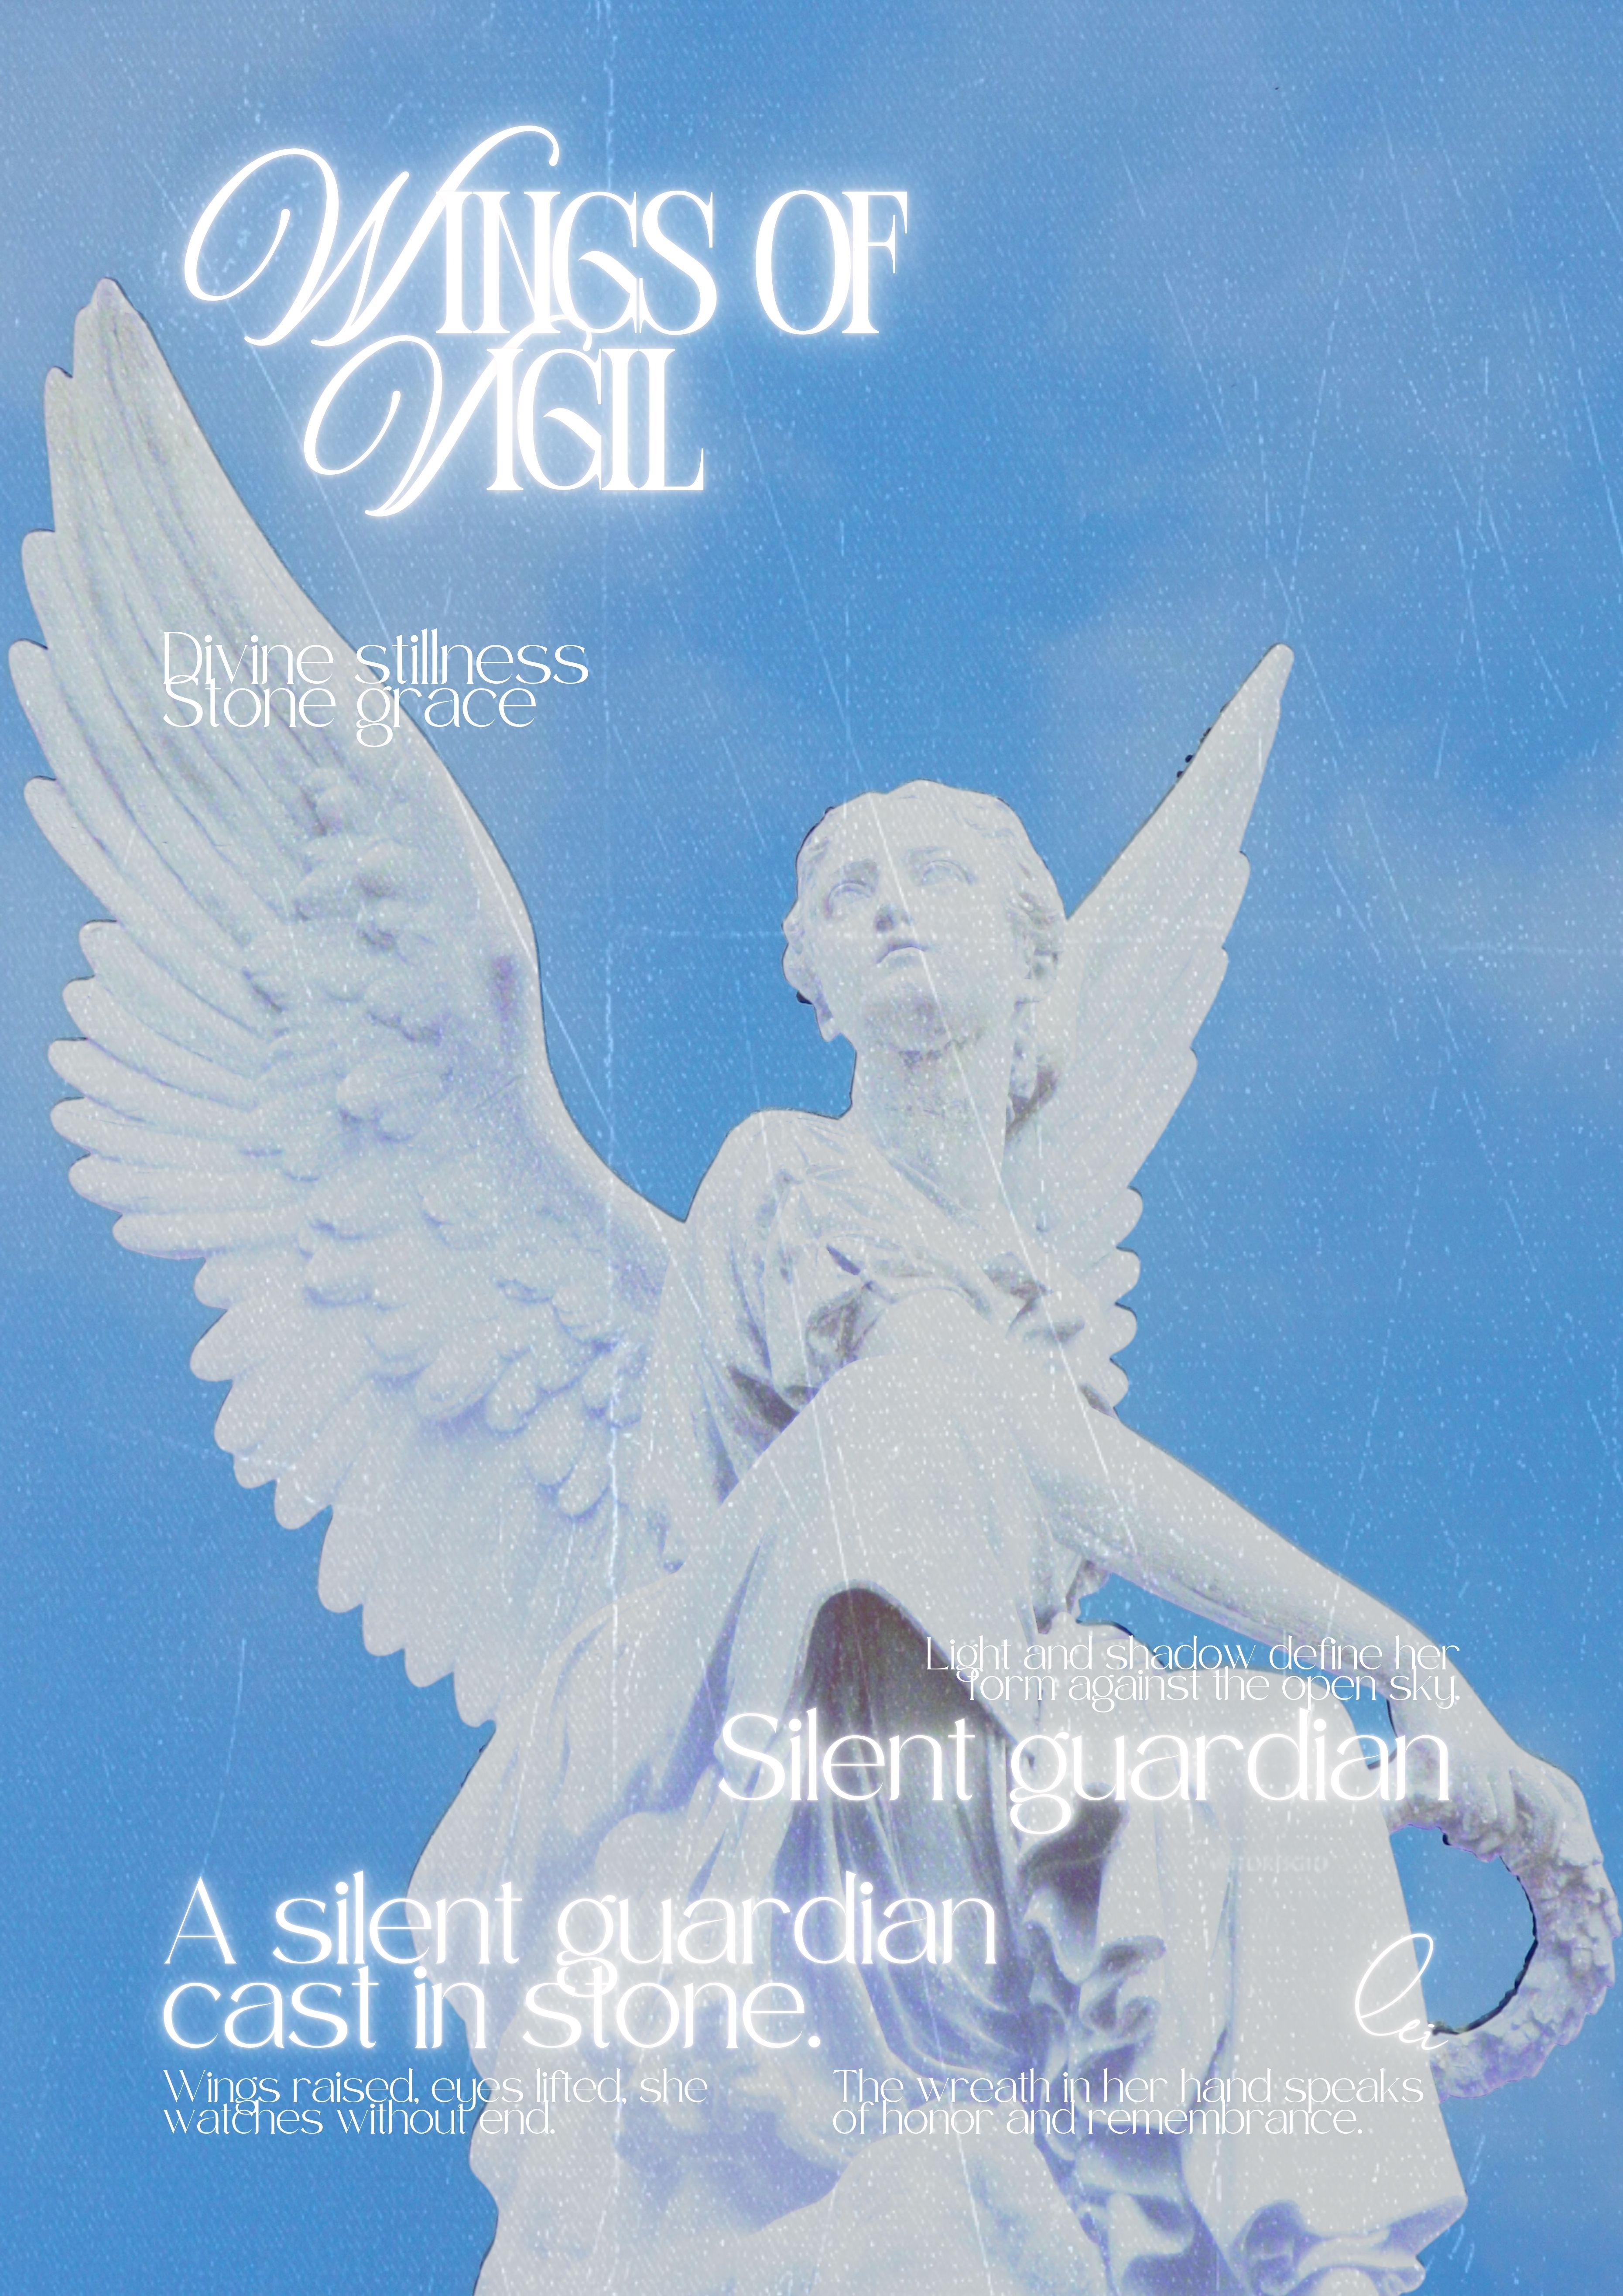 WINGS OF
VIGIL
Divine stillness
Stone grace
Light and shadow define her
form against the open sky.
Silent guardian
A silent guardian
cast in stone.
lei
Wings raised, eyes lifted, she
watches without end.
The wreath in her hand speaks
of honor and remembrance.